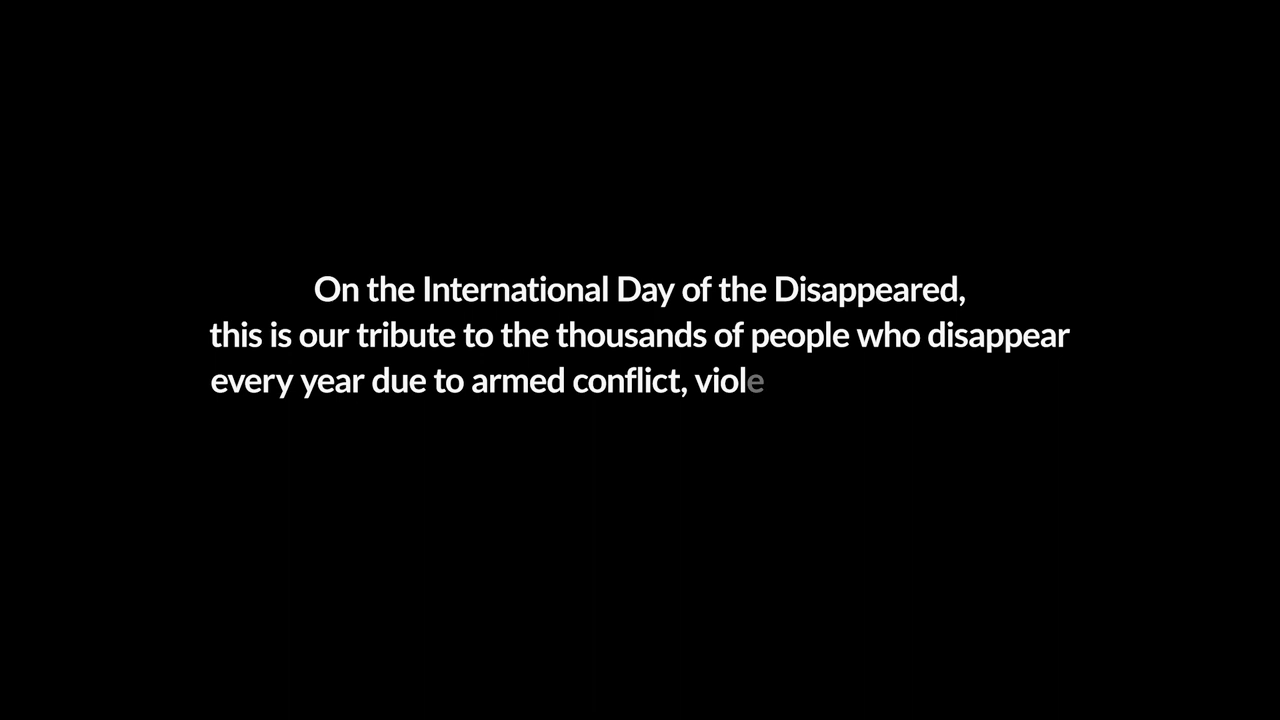 On the International Day of the Disappeared,
this is our tribute to the thousands of people who disappear
every year due to armed conflict, viole